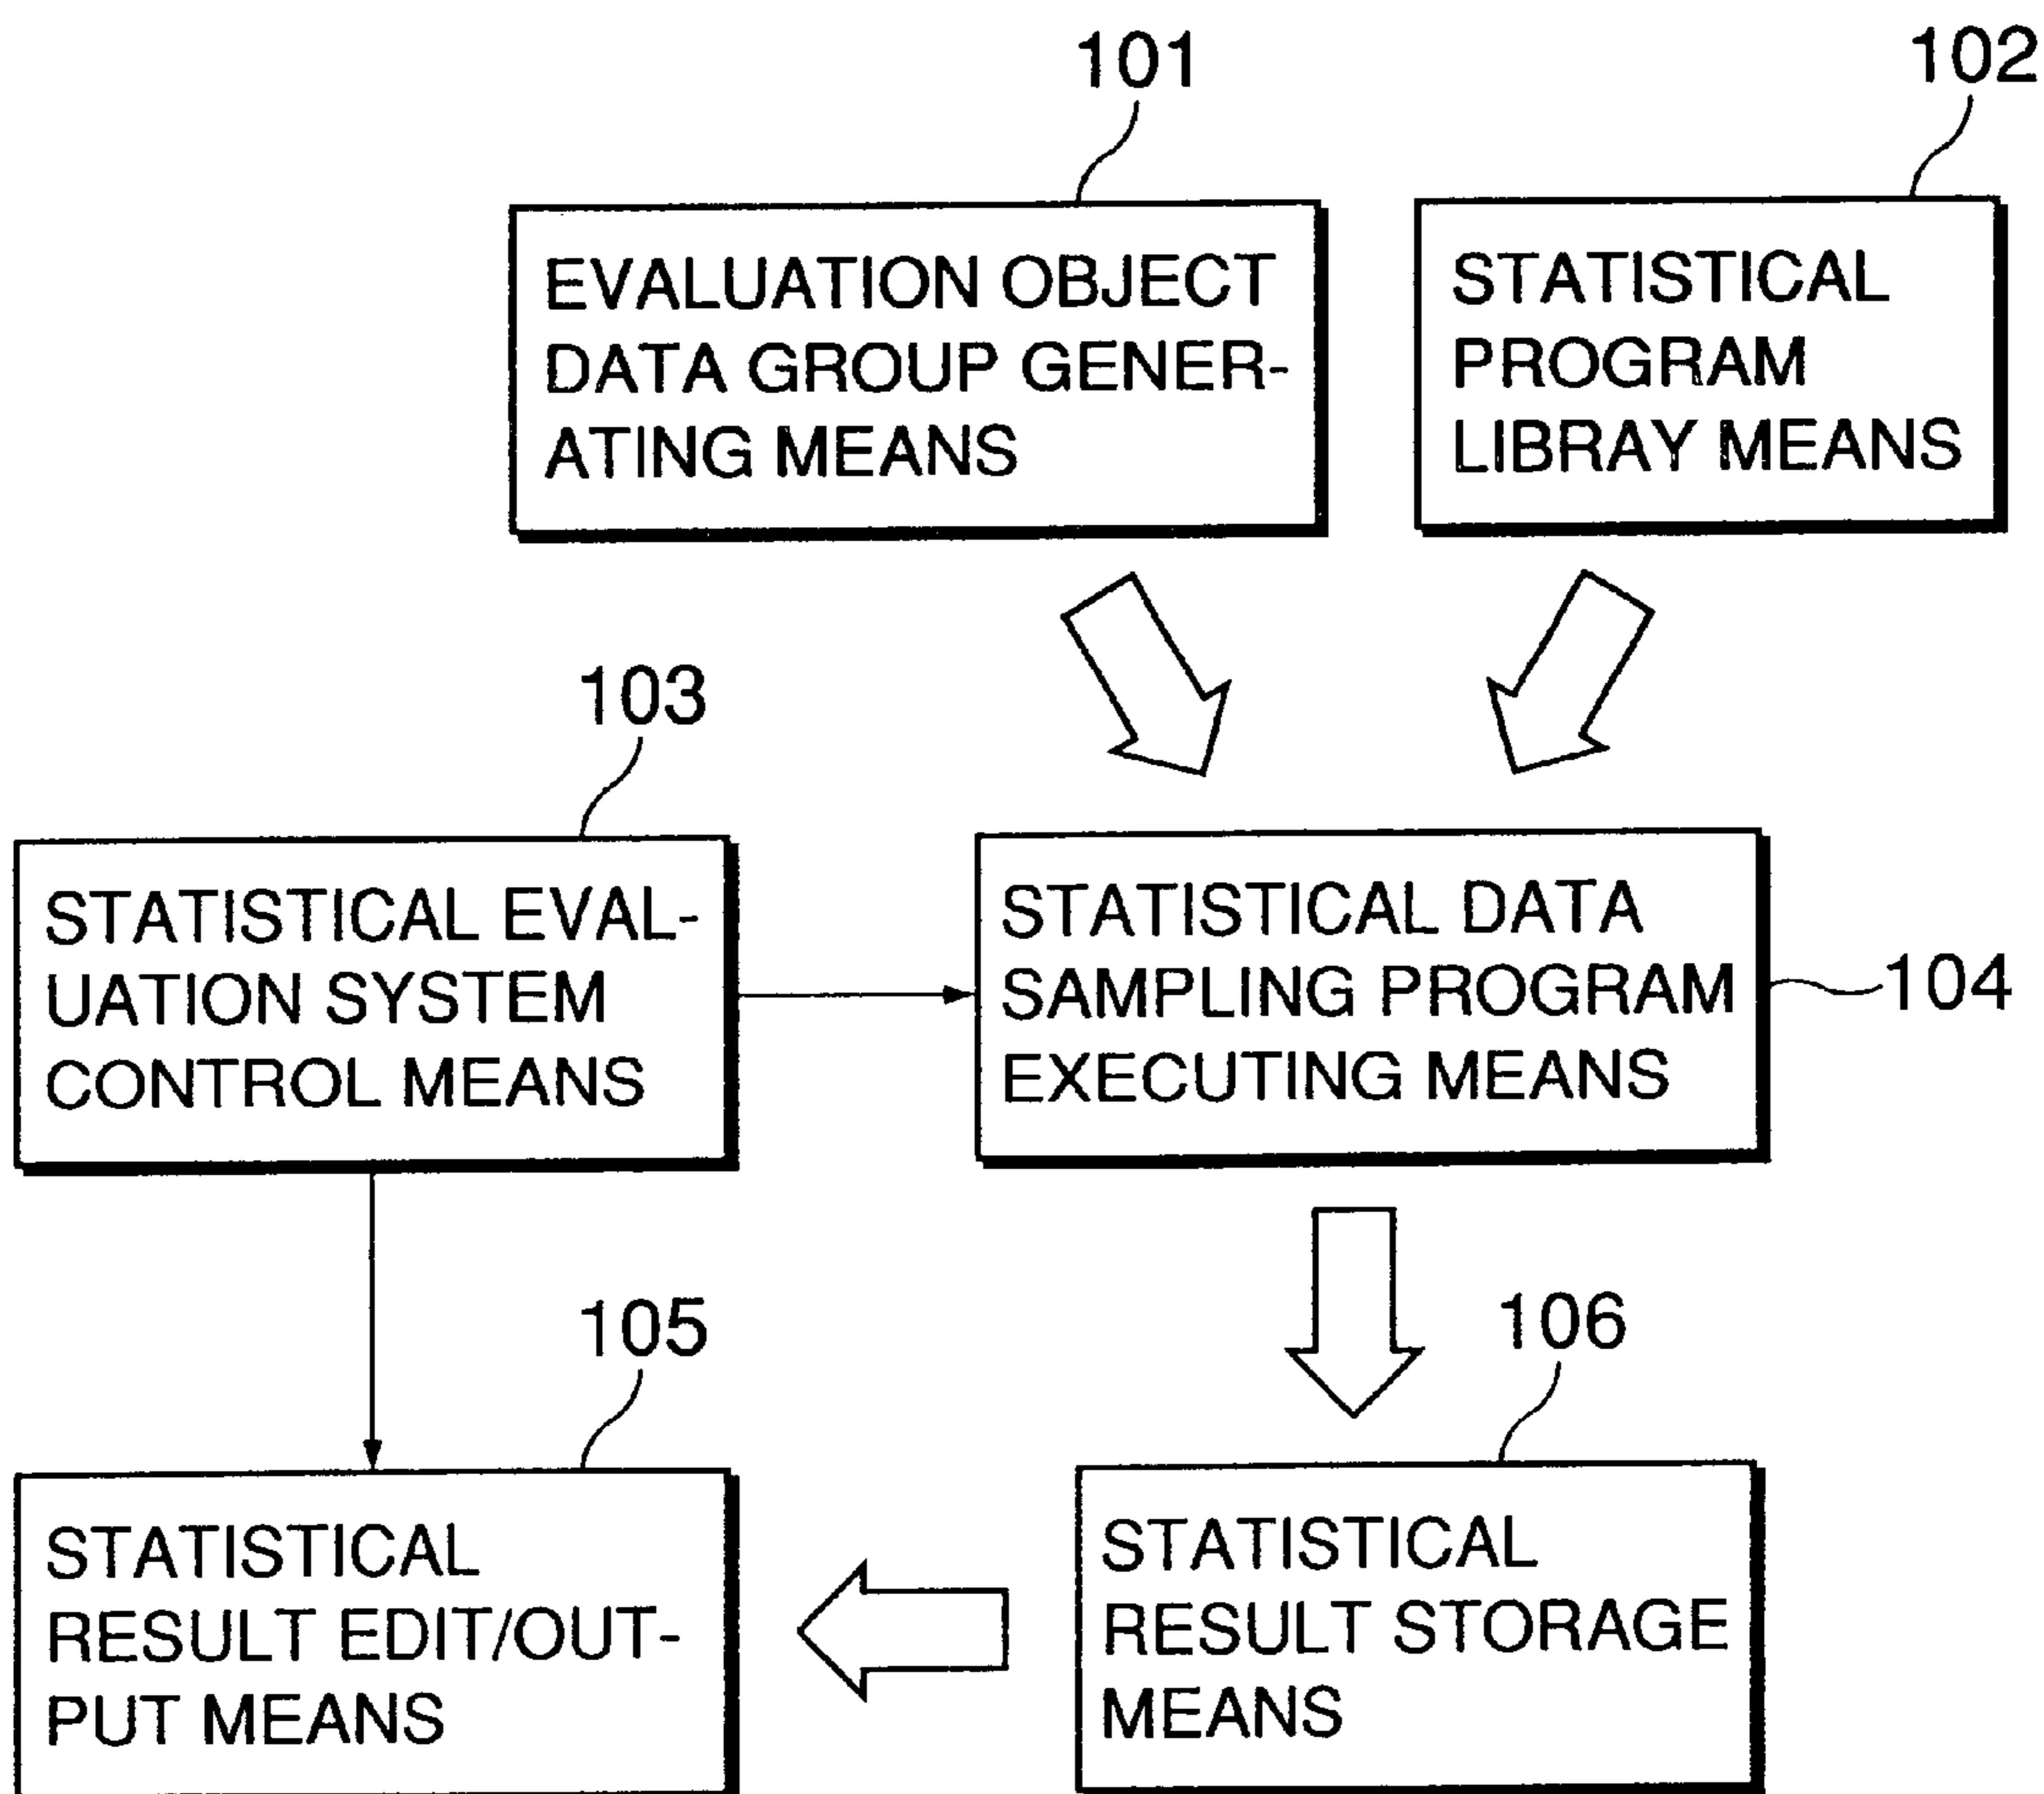 101
102
EVALUATION OBJECT
DATA GROUP GENER-
ATING MEANS
STATISTICAL
PROGRAM
LIBRAY MEANS
103
STATISTICAL EVAL-
UATION SYSTEM
CONTROL MEANS
STATISTICAL DATA
SAMPLING PROGRAM
EXECUTING MEANS
104
105
106
STATISTICAL
RESULT EDIT/OUT-
PUT MEANS
STATISTICAL
RESULT STORAGE
MEANS